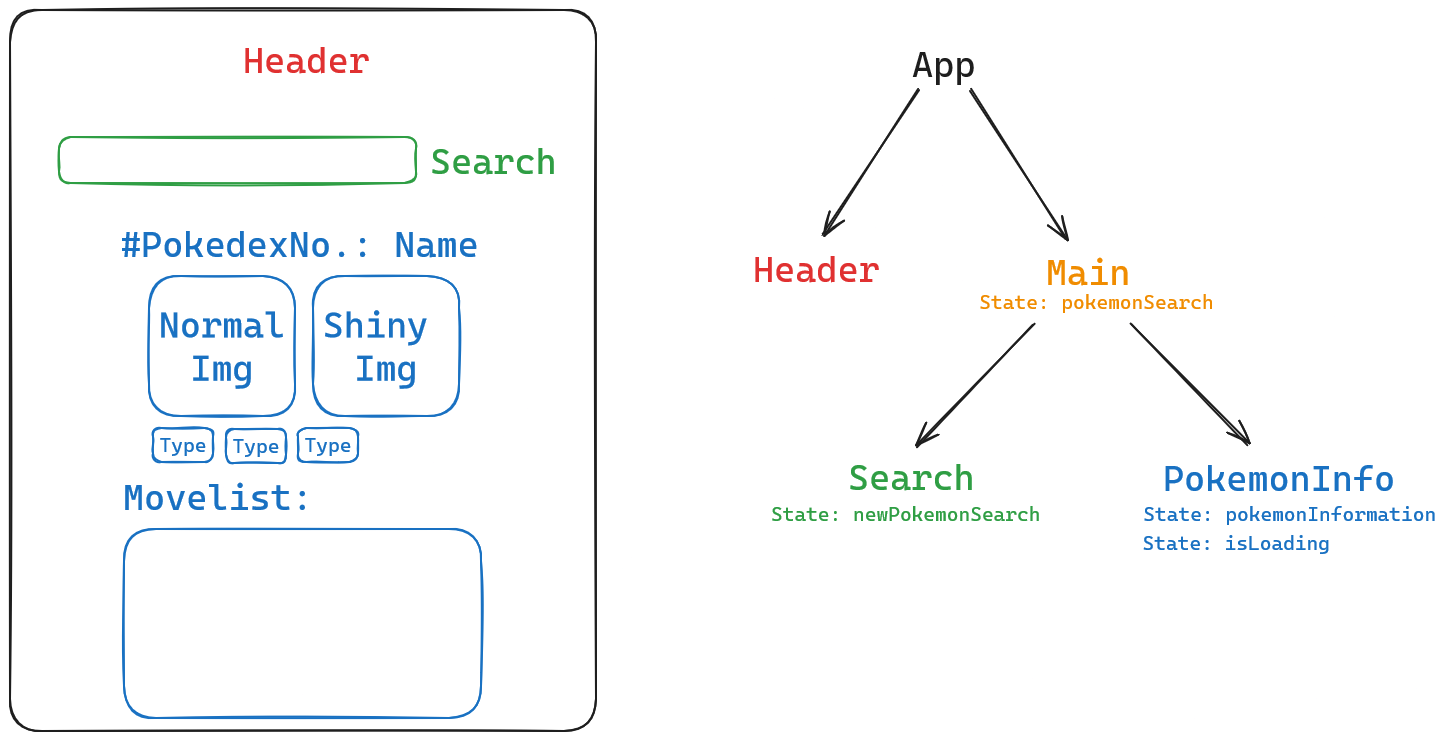 Header
Search
#PokedexNo.: Name
Normal
Img
Shiny
Img
Type
Type
Type
Movelist:
App
Header
Main
State: pokemonSearch
Search
State: newPokemonSearch
PokemonInfo
State: pokemonInformation
State: isLoading